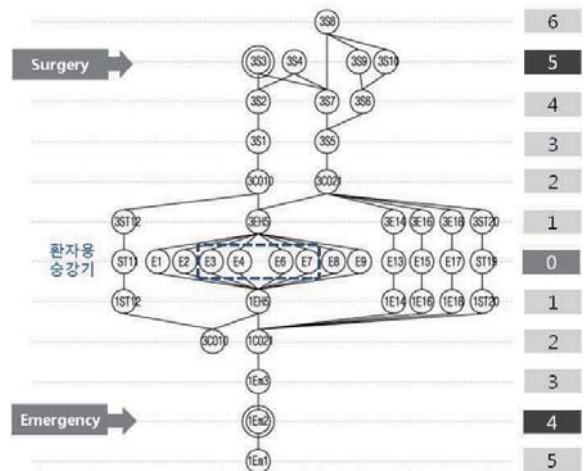 3S8 6
Surgery 3S3 3S4 3S9 3S10 5
3S2 3S7 3S6 4
3S1 3S5 3
3C010 3C021 2
3ST12 3EH5 3E14 3E16 3E18 3ST20 1
환자용
승강기 ST11 E1 E2 E3 E4 E6 E7 E8 E9 E13 E15 E17 ST19 0
1ST12 1EH5 1E14 1E16 1E18 1ST20 1
3C010 1C021 2
1Em3 3
Emergency 1Em2 4
1Em1 5